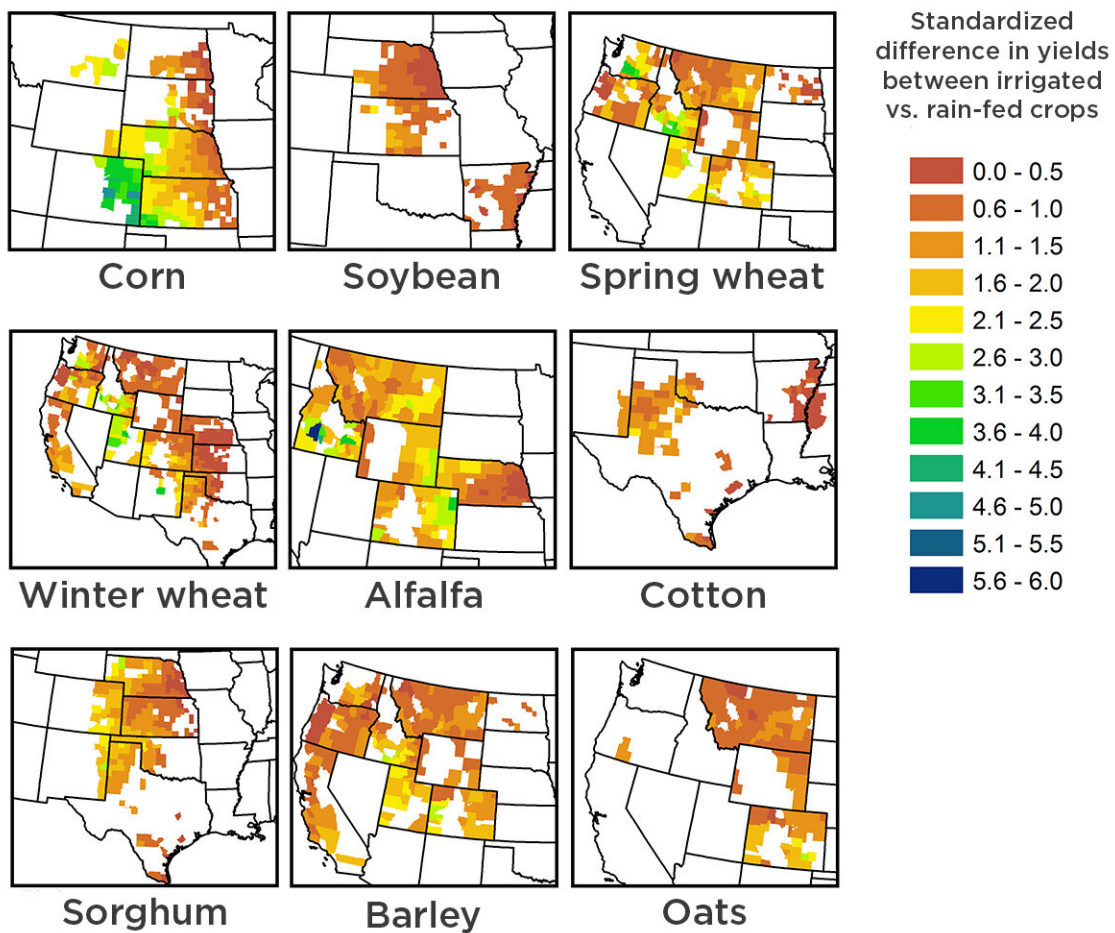 Standardized
difference in yields
between irrigated
vs. rain-fed crops
0.0 - 0.5
0.6 - 1.0
1.1 - 1.5
1.6 - 2.0
2.1 - 2.5
2.6 - 3.0
3.1 - 3.5
3.6 - 4.0
4.1 - 4.5
4.6 - 5.0
5.1 - 5.5
5.6 - 6.0
Corn
Soybean
Spring wheat
Winter wheat
Alfalfa
Cotton
Sorghum
Barley
Oats